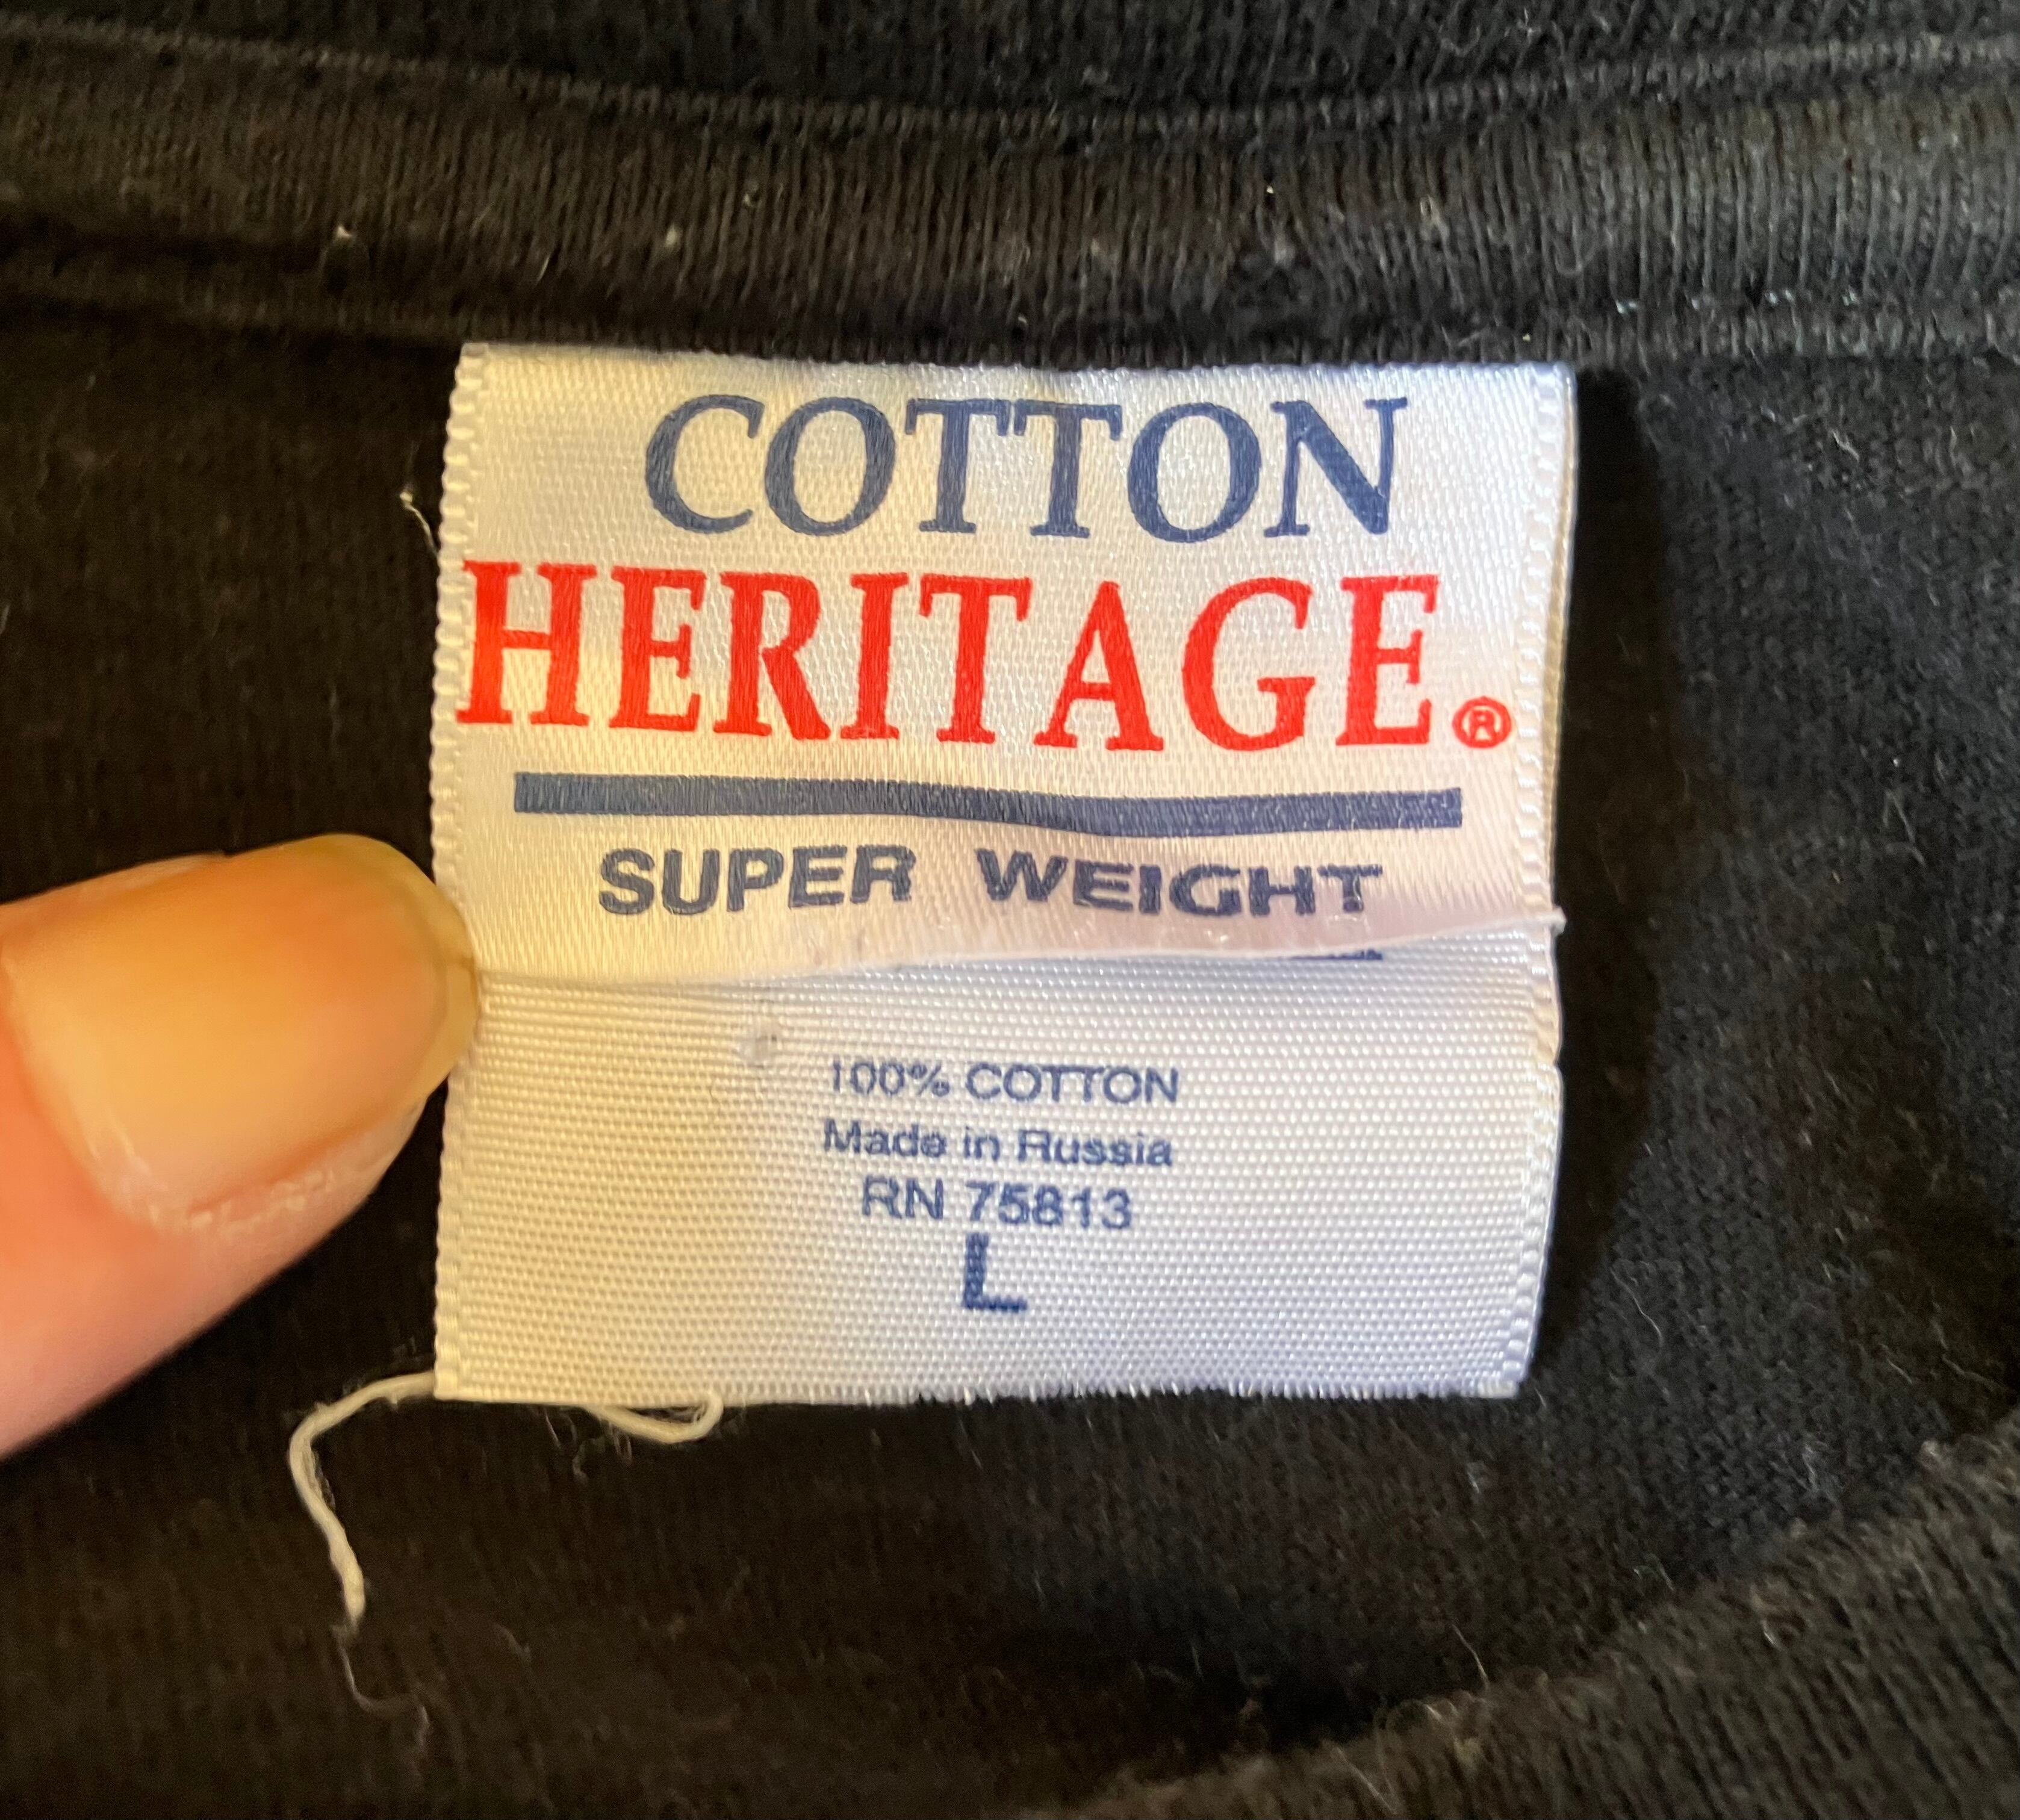 COTTON
HERITAGE®
SUPER WEIGHT
100% COTTON
Made in Russia
RN 75813
L